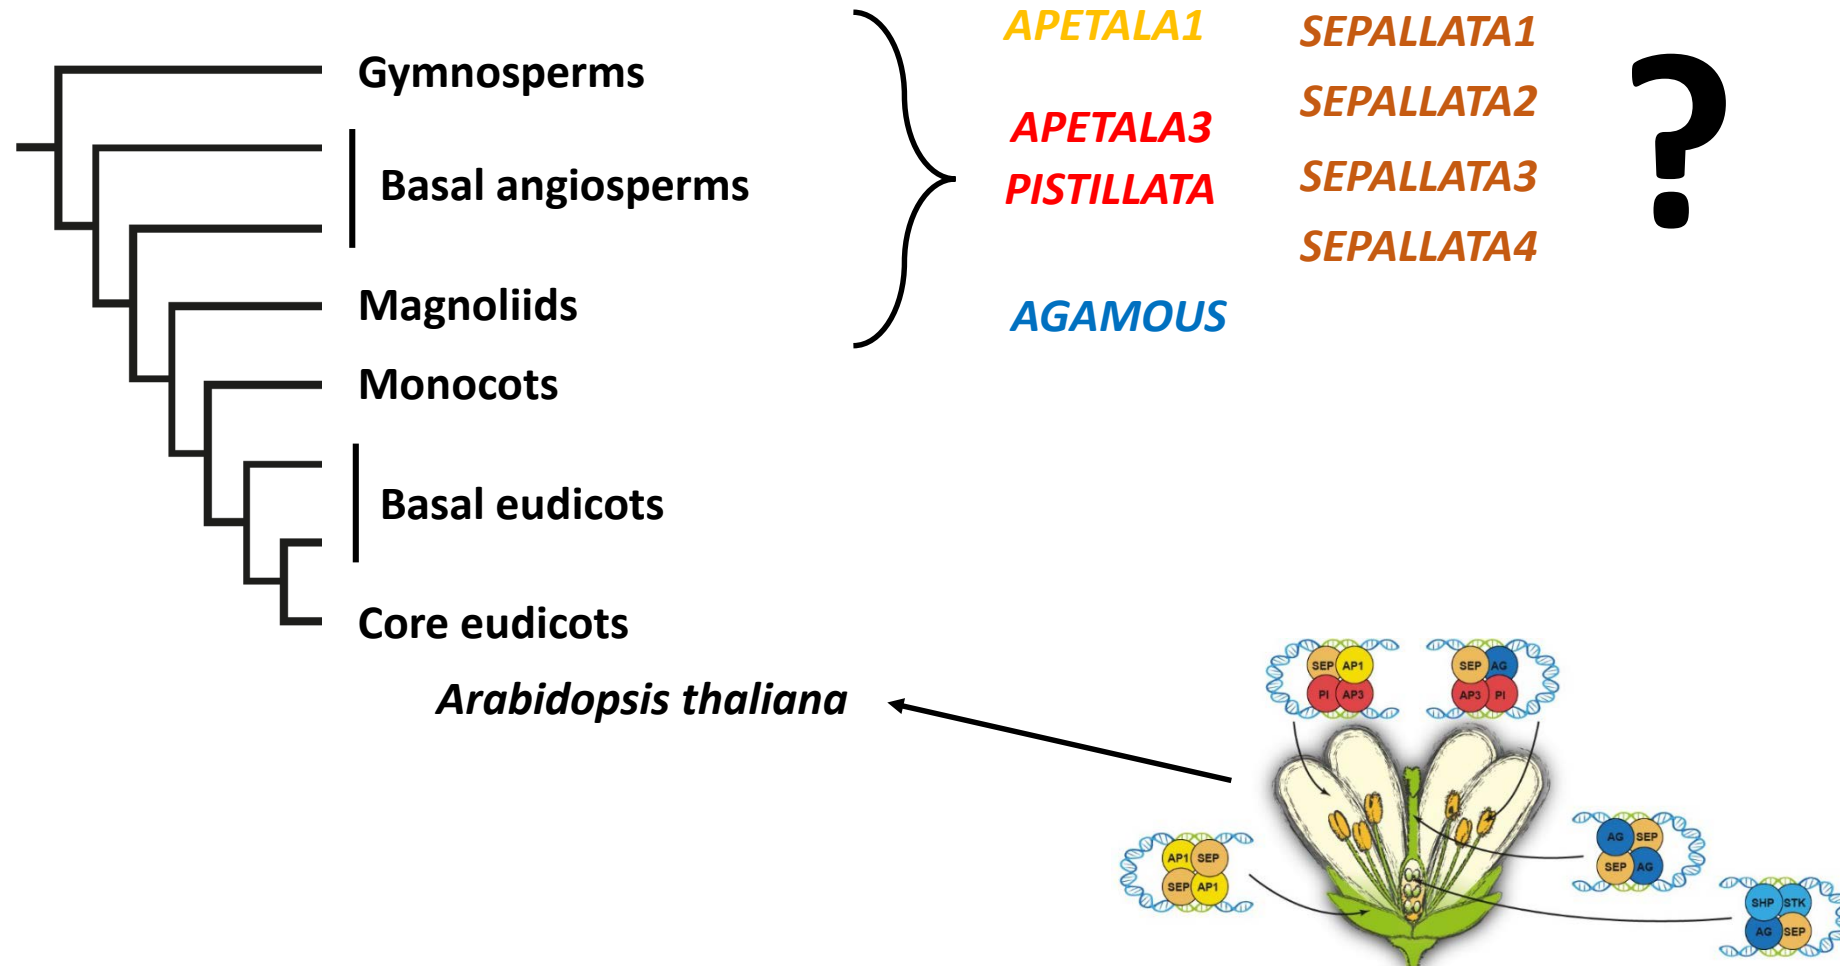 Gymnosperms
Basal angiosperms
Magnoliids
Monocots
Basal eudicots
Core eudicots
Arabidopsis thaliana
APETALA1
APETALA3
PISTILLATA
AGAMOUS
SEPALLATA1
SEPALLATA2
SEPALLATA3
SEPALLATA4
?
SEP AP1
PI AP3
SEP AG
AP3 PI
AP1 SEP
SEP AP1
AG SEP
SEP AG
SHP STK
AG SEP